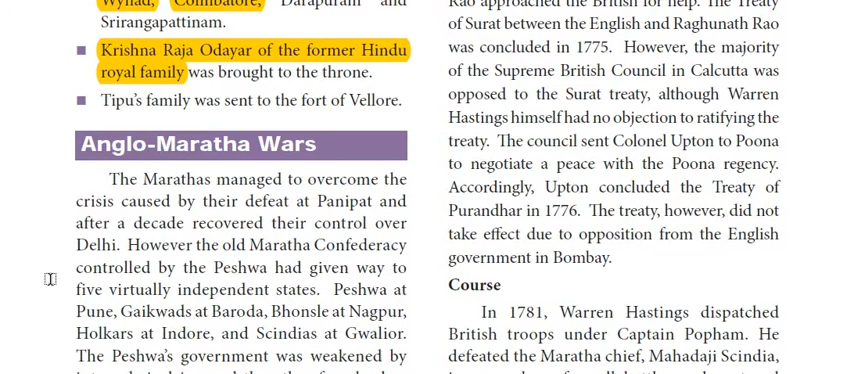 Wynad, Coimbatore, Darapuram and
Srirangapattinam.
Krishna Raja Odayar of the former Hindu
royal family was brought to the throne.
Tipu's family was sent to the fort of Vellore.
Anglo-Maratha Wars
The Marathas managed to overcome the
crisis caused by their defeat at Panipat and
after a decade recovered their control over
Delhi. However the old Maratha Confederacy
controlled by the Peshwa had given way to
five virtually independent states. Peshwa at
Pune, Gaikwads at Baroda, Bhonsle at Nagpur,
Holkars at Indore, and Scindias at Gwalior.
The Peshwa's government was weakened by
Rao approached the British for help. The Treaty
of Surat between the English and Raghunath Rao
was concluded in 1775. However, the majority
of the Supreme British Council in Calcutta was
opposed to the Surat treaty, although Warren
Hastings himself had no objection to ratifying the
treaty. The council sent Colonel Upton to Poona
to negotiate a peace with the Poona regency.
Accordingly, Upton concluded the Treaty of
Purandhar in 1776. The treaty, however, did not
take effect due to opposition from the English
government in Bombay.
Course
In 1781, Warren Hastings dispatched
British troops under Captain Popham. He
defeated the Maratha chief, Mahadaji Scindia,